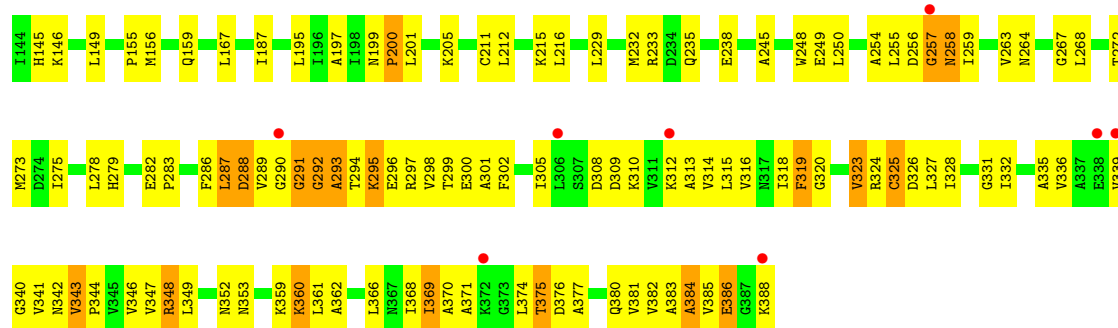 I144 H145 K146 L149 P155 M156 Q159 L167 I187 L195 I196 A197 I198 N199 P200 L201 K205 C211 L212 K215 L216 L229 M232 R233 D234 Q235 E238 A245 W248 E249 L250 A254 L255 D256 G257 N258 I259 V263 N264 G267 L268 T272
M273 D274 I275 L278 H279 E282 P283 F286 L287 D288 V289 G290 G291 G292 A293 T294 K295 E296 R297 V298 T299 E300 A301 F302 I305 L306 S307 D308 D309 K310 V311 K312 A313 V314 L315 V316 N317 I318 F319 G320 V323 R324 C325 D326 L327 I328 G331 I332 A335 V336 A337 E338 V339
G340 V341 N342 V343 P344 V345 V346 V347 R348 L349 N352 N353 K359 K360 L361 A362 L366 N367 I368 I369 A370 A371 K372 G373 L374 T375 D376 A377 Q380 V381 V382 A383 A384 V385 E386 G387 K388